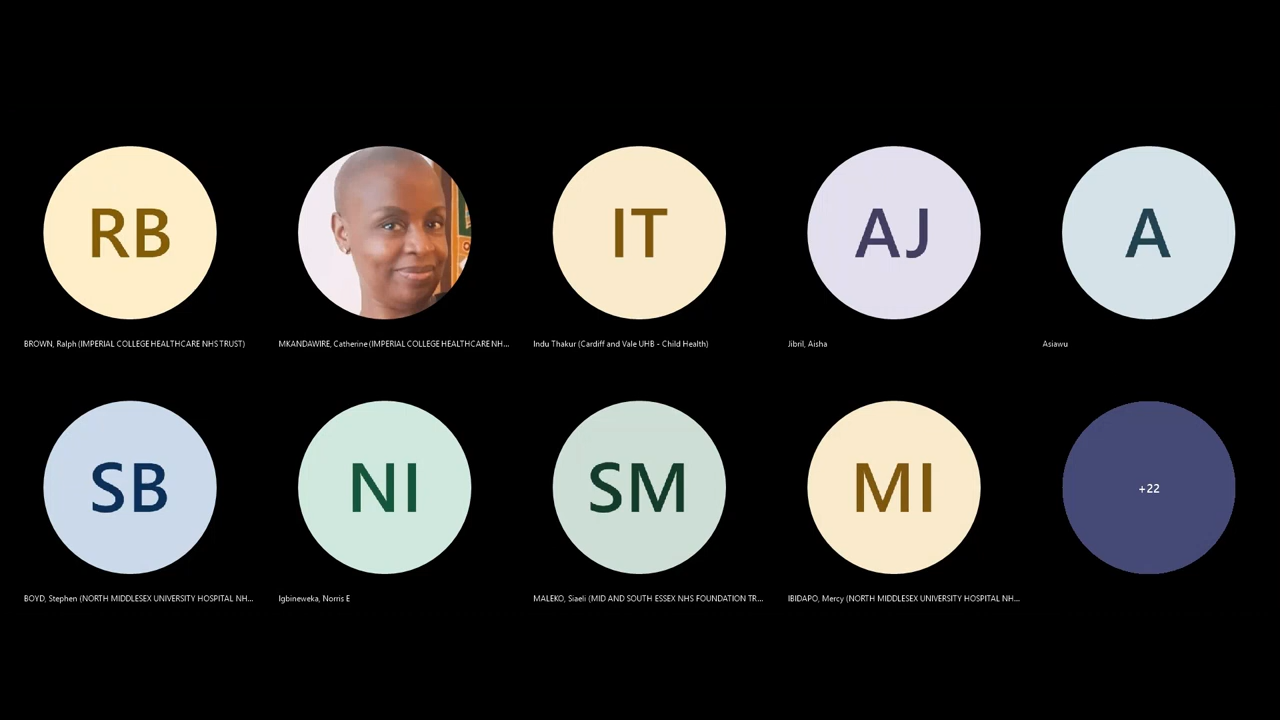 RB
IT
AJ
A
BROWN, Ralph (IMPERIAL COLLEGE HEALTHCARE NHS TRUST)
MKANDAWIRE, Catherine (IMPERIAL COLLEGE HEALTHCARE NH...
Indu Thakur (Cardiff and Vale UHB - Child Health)
Jibril, Aisha
Asiawu
SB
NI
SM
MI
+22
BOYD, Stephen (NORTH MIDDLESEX UNIVERSITY HOSPITAL NH...
Igbineweka, Norris E
MALEKO, Siaeli (MID AND SOUTH ESSEX NHS FOUNDATION TR...
IBIDAPO, Mercy (NORTH MIDDLESEX UNIVERSITY HOSPITAL NH...